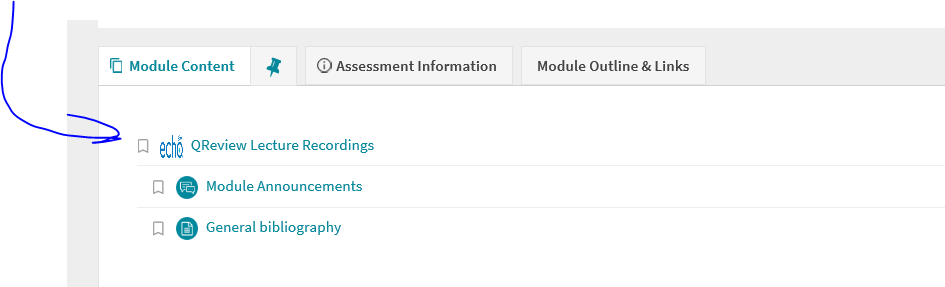 Module Content
Assessment Information
Module Outline & Links
echo QReview Lecture Recordings
Module Announcements
General bibliography